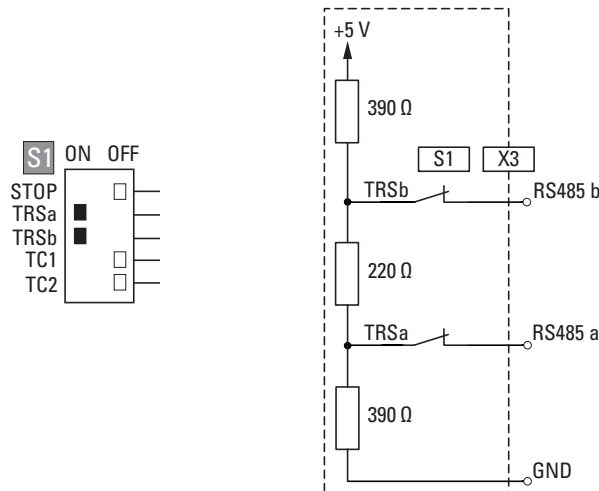 S1 ON OFF
STOP
TRSa
TRSb
TC1
TC2
+5 V
390 Ω
S1 X3
TRSb RS485 b
220 Ω
TRSa RS485 a
390 Ω
GND